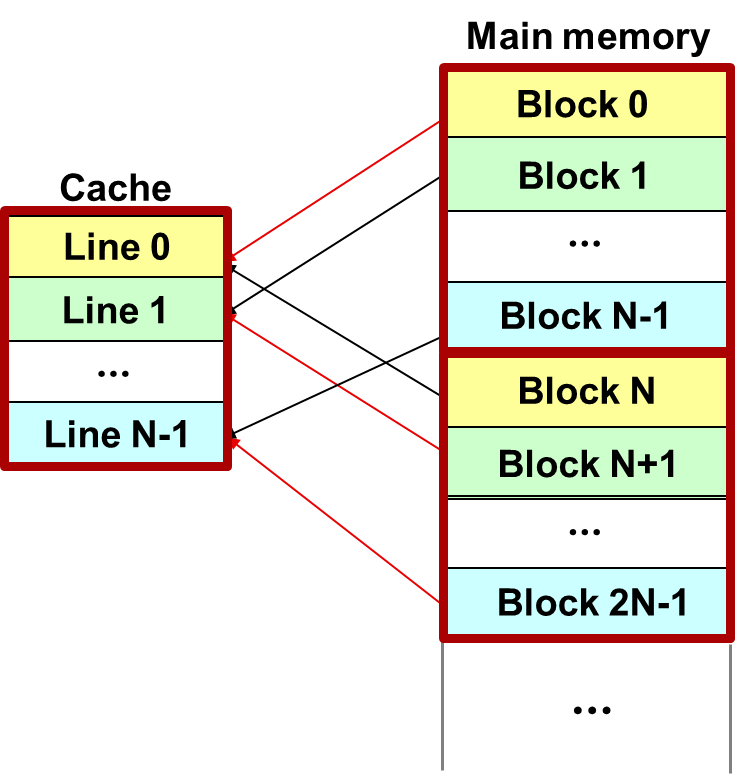 Main memory
Block 0
Block 1
...
Block N-1
Block N
Block N+1
...
Block 2N-1
...
Cache
Line 0
Line 1
...
Line N-1